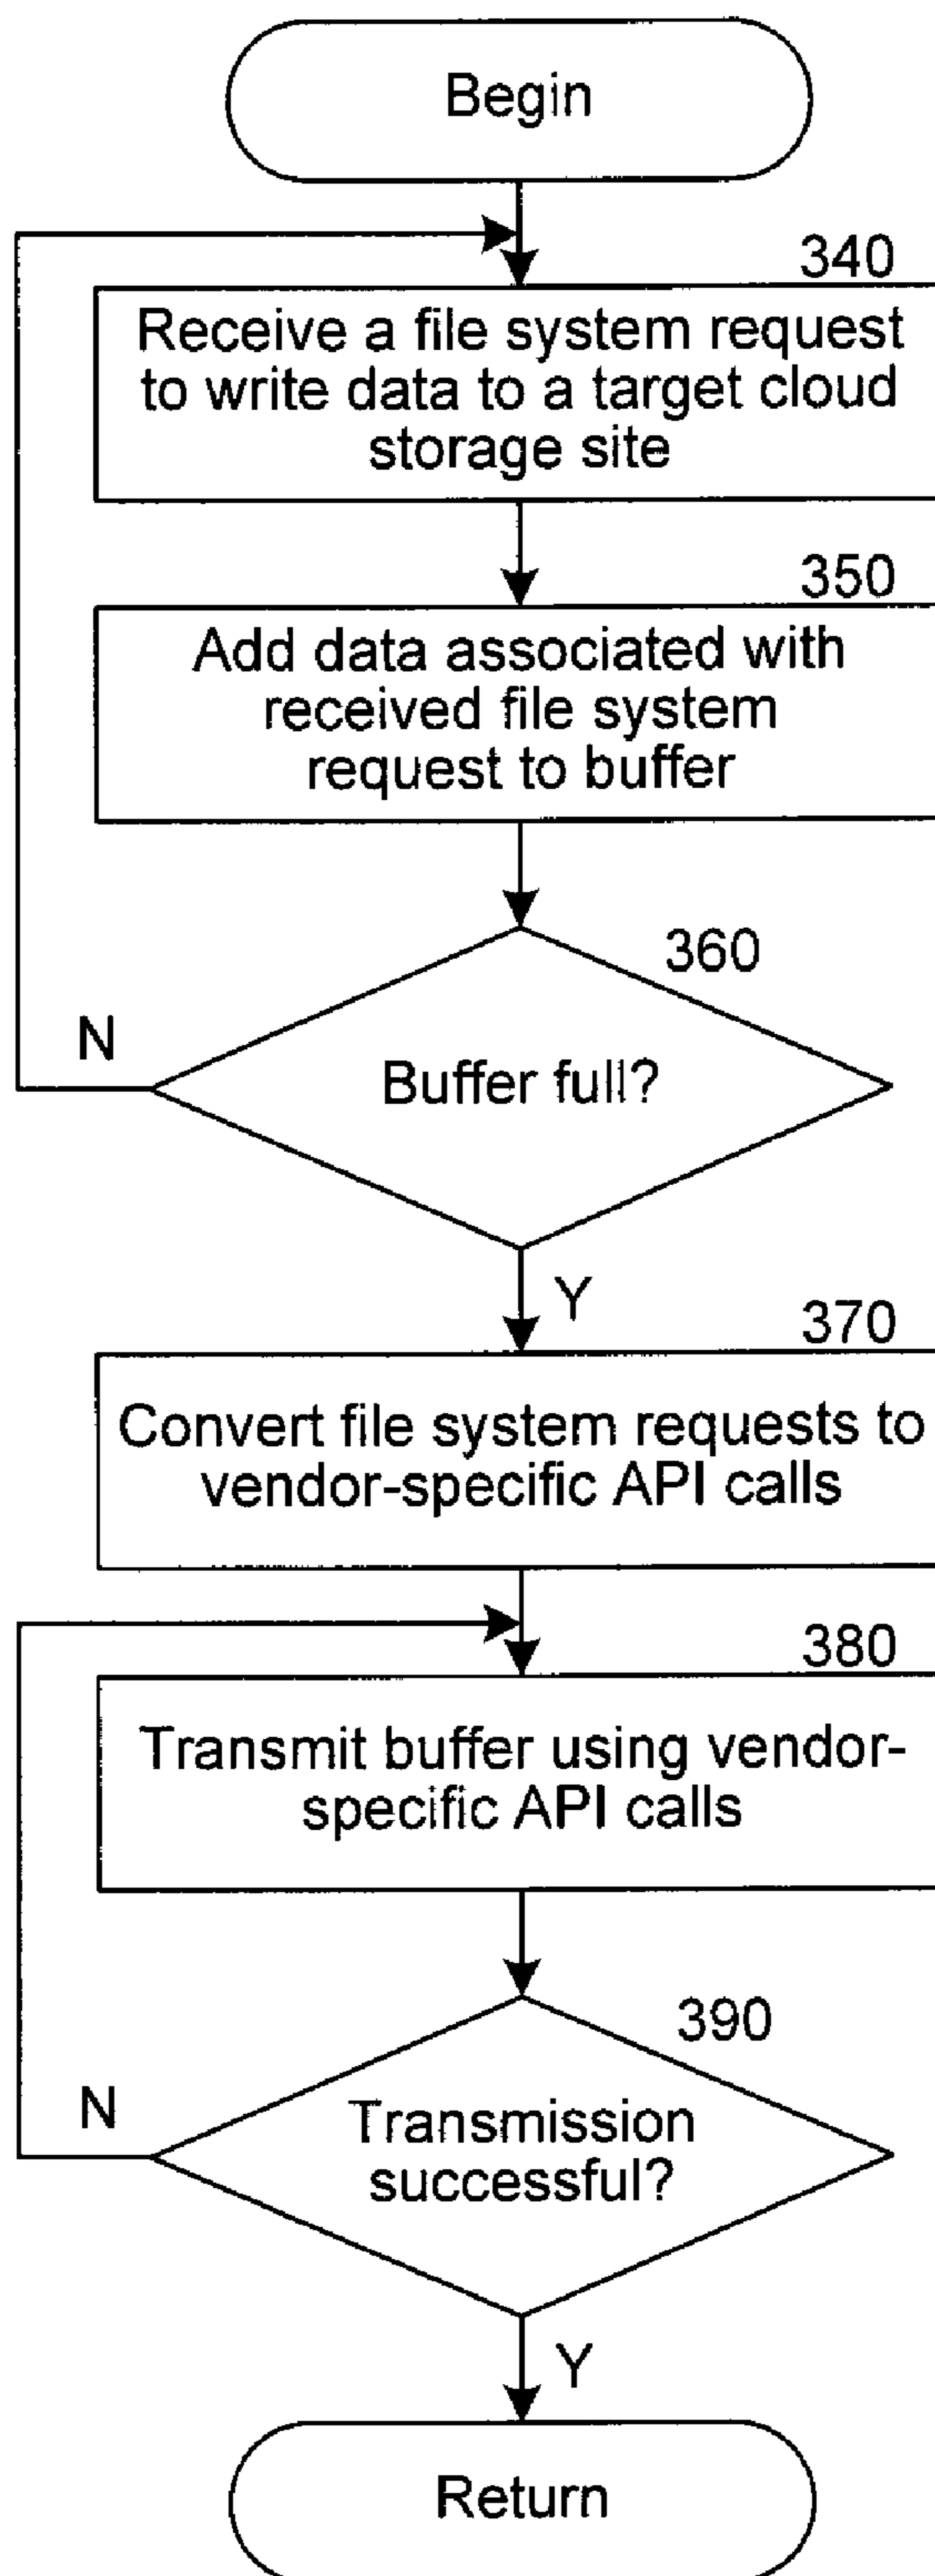 Begin
340
Receive a file system request
to write data to a target cloud
storage site
350
Add data associated with
received file system
request to buffer
360
N
Buffer full?
Y
370
Convert file system requests to
vendor-specific API calls
380
Transmit buffer using vendor-
specific API calls
390
N
Transmission
successful?
Y
Return